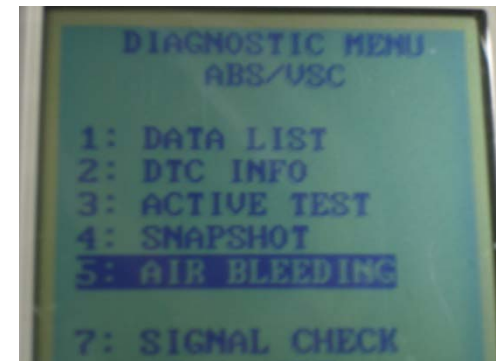 DIAGNOSTIC MENU
ABS/VSC
1: DATA LIST
2: DTC INFO
3: ACTIVE TEST
4: SNAPSHOT
5: AIR BLEEDING
7: SIGNAL CHECK